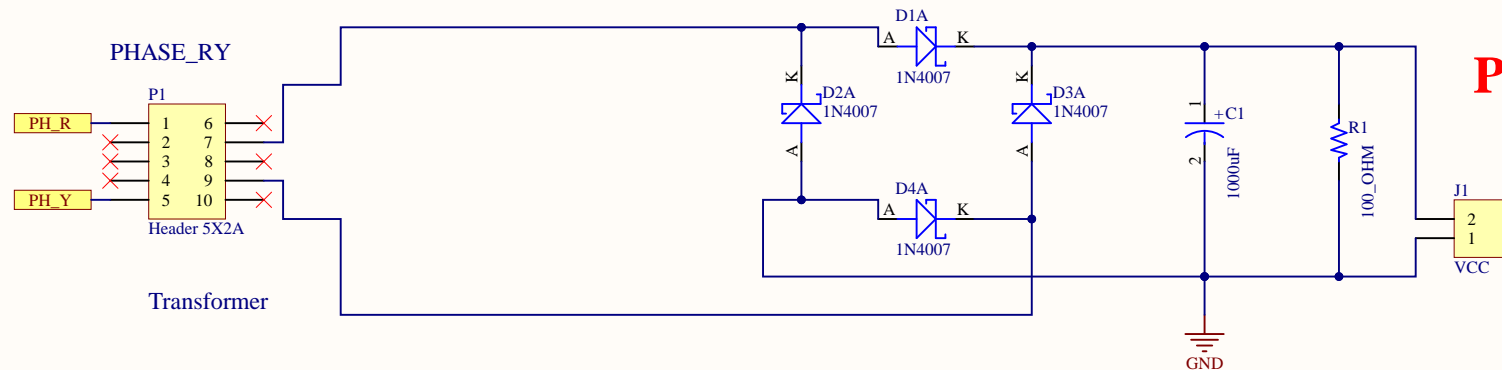 PHASE_RY
P1
PH_R
1
6
2
7
3
8
4
9
PH_Y
5
10
Header 5X2A
Transformer
D1A
A
K
1N4007
K
D2A
1N4007
A
K
D3A
1N4007
A
D4A
A
K
1N4007
1
+C1
2
1000uF
R1
100_OHM
GND
P
J1
2
1
VCC